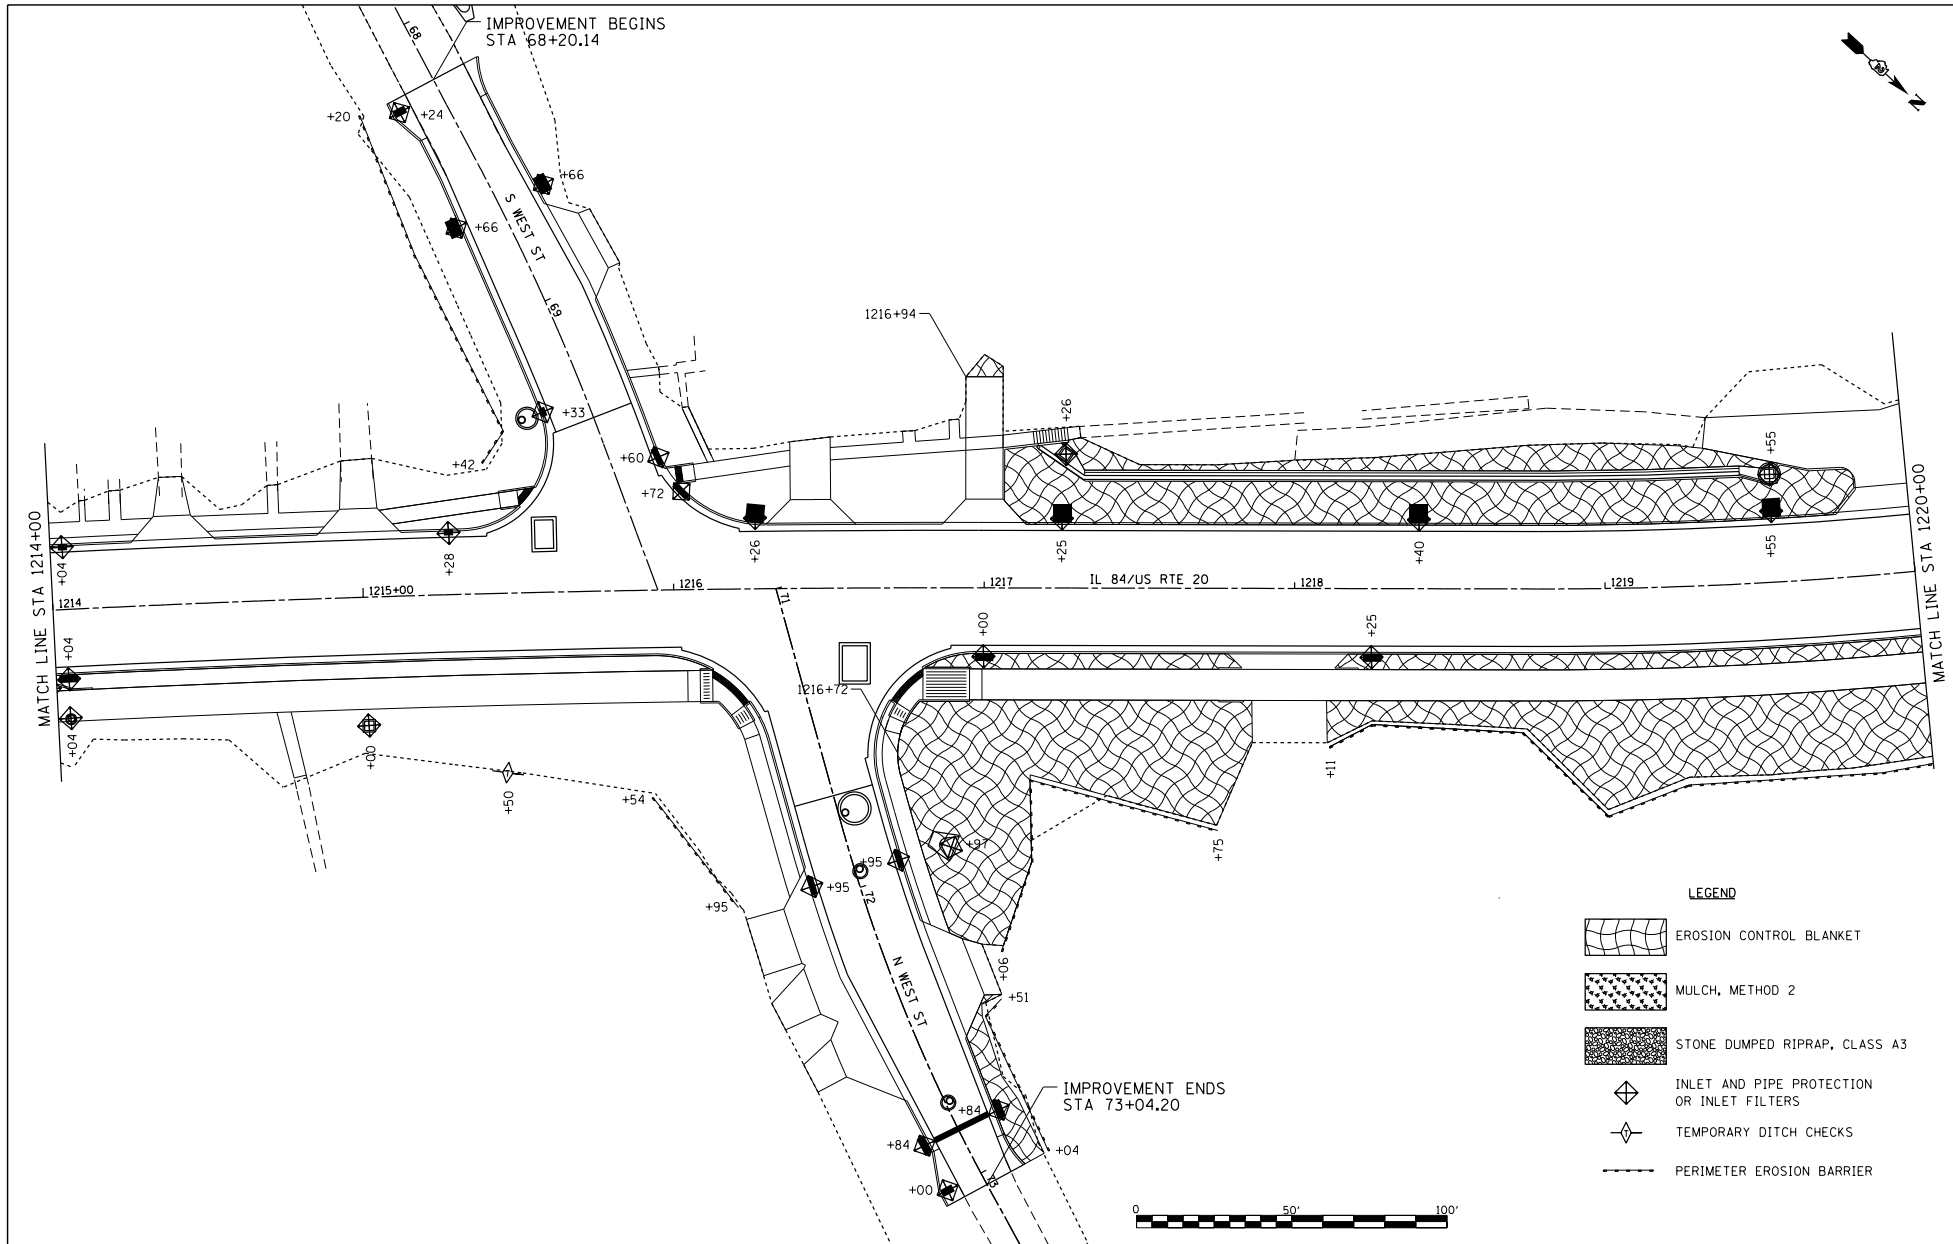 IMPROVEMENT BEGINS
STA 68+20.14
68
N
+20
+24
+66
+66
S WEST ST
69
1216+94
+33
+26
+42
+60
+72
+55
MATCH LINE STA 1214+00
MATCH LINE STA 1220+00
+04
+28
+26
+25
+40
+55
1214
1215+00
1216
1217
IL 84/US RTE 20
1218
1219
71
+04
+00
+25
1216+72
+04
+00
+50
+54
+11
+75
+97
+95
+95
+95
72
LEGEND
EROSION CONTROL BLANKET
N WEST ST
+06
+51
MULCH, METHOD 2
STONE DUMPED RIPRAP, CLASS A3
IMPROVEMENT ENDS
STA 73+04.20
INLET AND PIPE PROTECTION
OR INLET FILTERS
+84
+84
T
TEMPORARY DITCH CHECKS
+04
+00
73
PERIMETER EROSION BARRIER
0
50'
100'